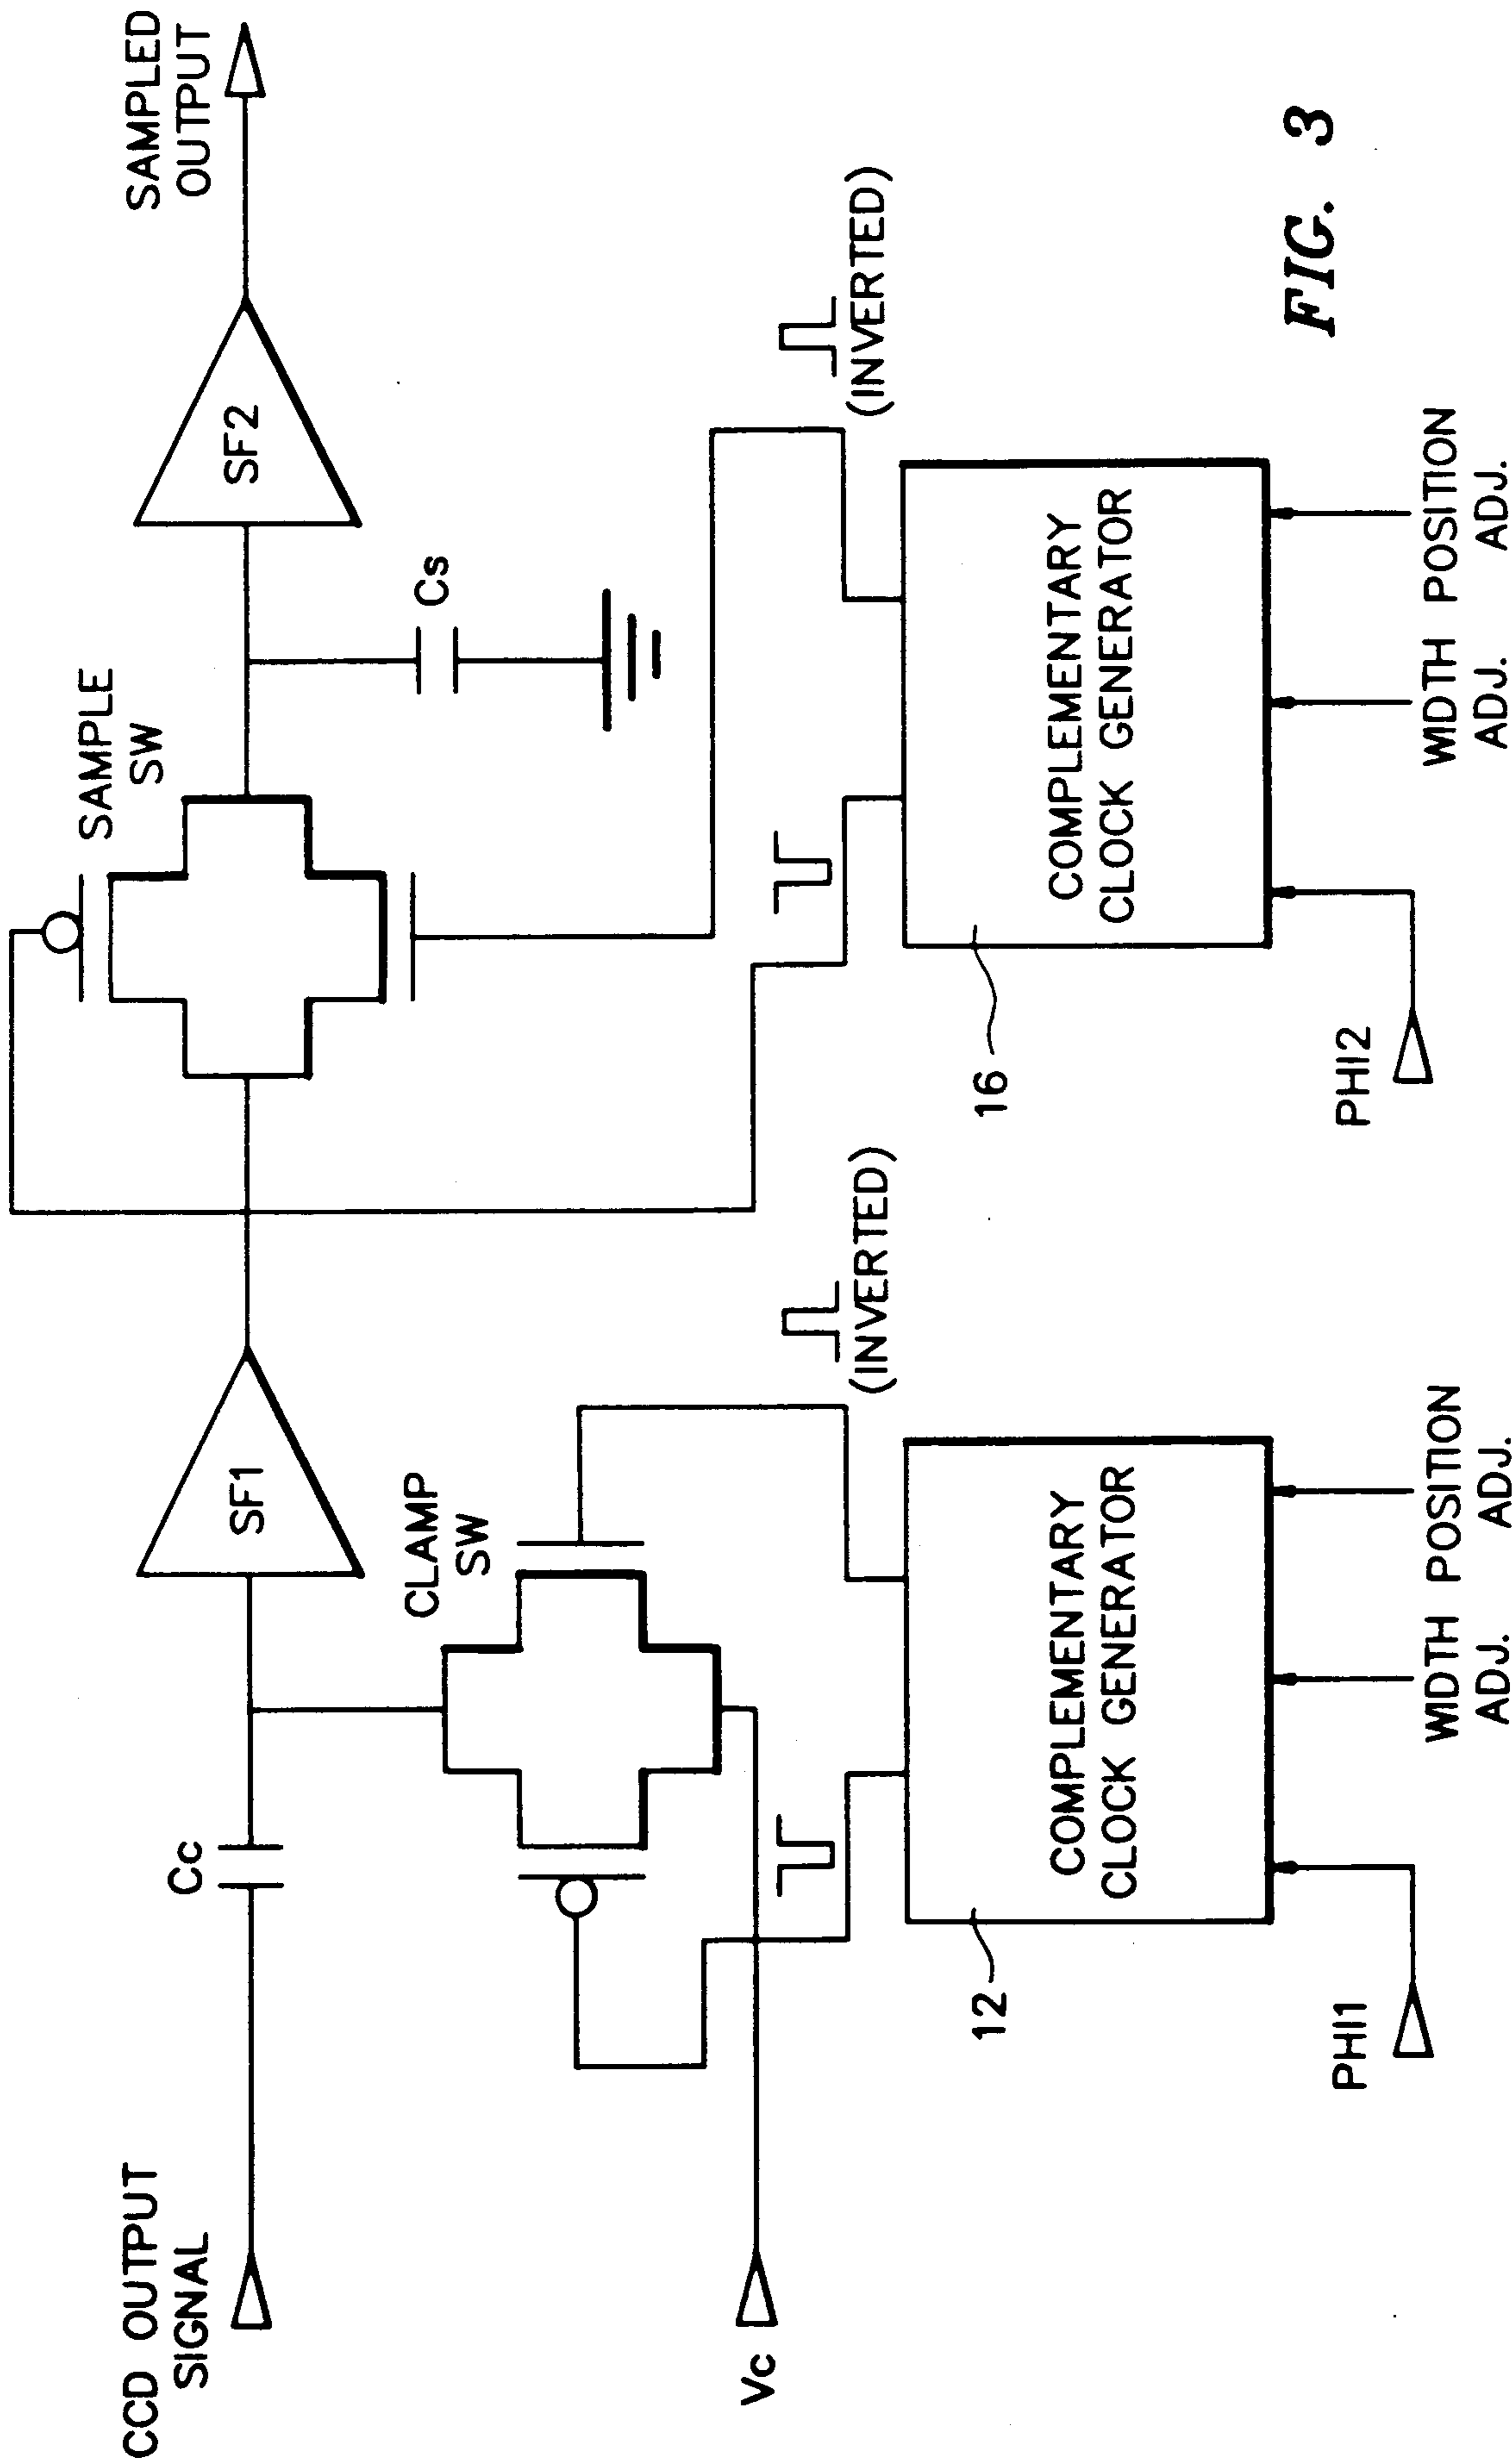 CCD OUTPUT
SIGNAL
Cc
SF1
SAMPLE
SW
Cs
SF2
SAMPLED
OUTPUT
CLAMP
SW
Vc
(INVERTED)
(INVERTED)
12
COMPLEMENTARY
CLOCK GENERATOR
16
COMPLEMENTARY
CLOCK GENERATOR
PHI1
WIDTH POSITION
ADJ. ADJ.
PHI2
WIDTH POSITION
ADJ. ADJ.
FIG. 3